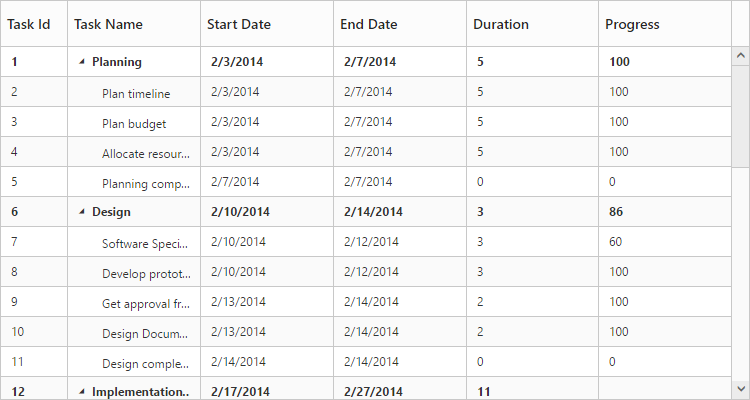 Task Id Task Name Start Date End Date Duration Progress
1 Planning 2/3/2014 2/7/2014 5 100
2 Plan timeline 2/3/2014 2/7/2014 5 100
3 Plan budget 2/3/2014 2/7/2014 5 100
4 Allocate resour... 2/3/2014 2/7/2014 5 100
5 Planning comp... 2/7/2014 2/7/2014 0 0
6 Design 2/10/2014 2/14/2014 3 86
7 Software Speci... 2/10/2014 2/12/2014 3 60
8 Develop protot... 2/10/2014 2/12/2014 3 100
9 Get approval fr... 2/13/2014 2/14/2014 2 100
10 Design Docum... 2/13/2014 2/14/2014 2 100
11 Design comple... 2/14/2014 2/14/2014 0 0
12 Implementation.. 2/17/2014 2/27/2014 11